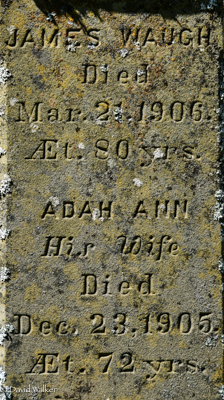 JAMES WAUGH
Died
Mar. 21. 1906.
Æt. 80 yrs.
ADAH ANN
His Wife
Died
Dec. 23. 1905.
Æt. 72 yrs.
©David Walker